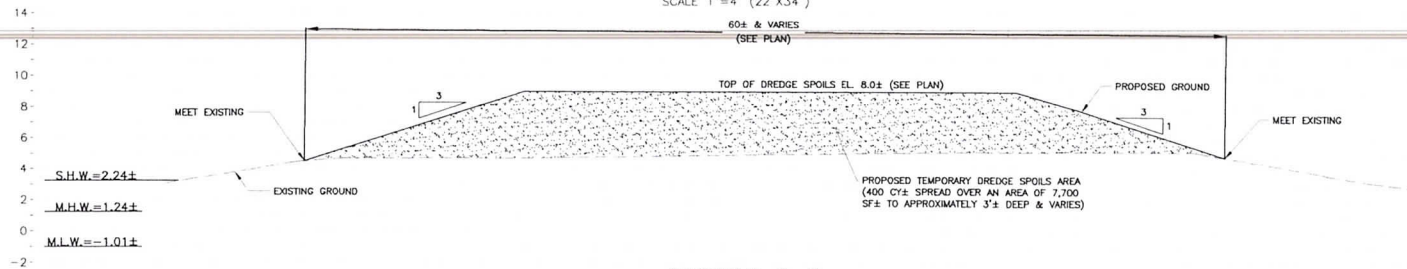 SCALE 1"=4' (22"X34")
14
12
10
8
6
4
2
0
-2
60± & VARIES
(SEE PLAN)
TOP OF DREDGE SPOILS EL. 8.0± (SEE PLAN)
3
1
PROPOSED GROUND
3
1
MEET EXISTING
MEET EXISTING
S.H.W.=2.24±
EXISTING GROUND
M.H.W.=1.24±
M.L.W.=-1.01±
PROPOSED TEMPORARY DREDGE SPOILS AREA
(400 CY± SPREAD OVER AN AREA OF 7,700
SF± TO APPROXIMATELY 3'± DEEP & VARIES)